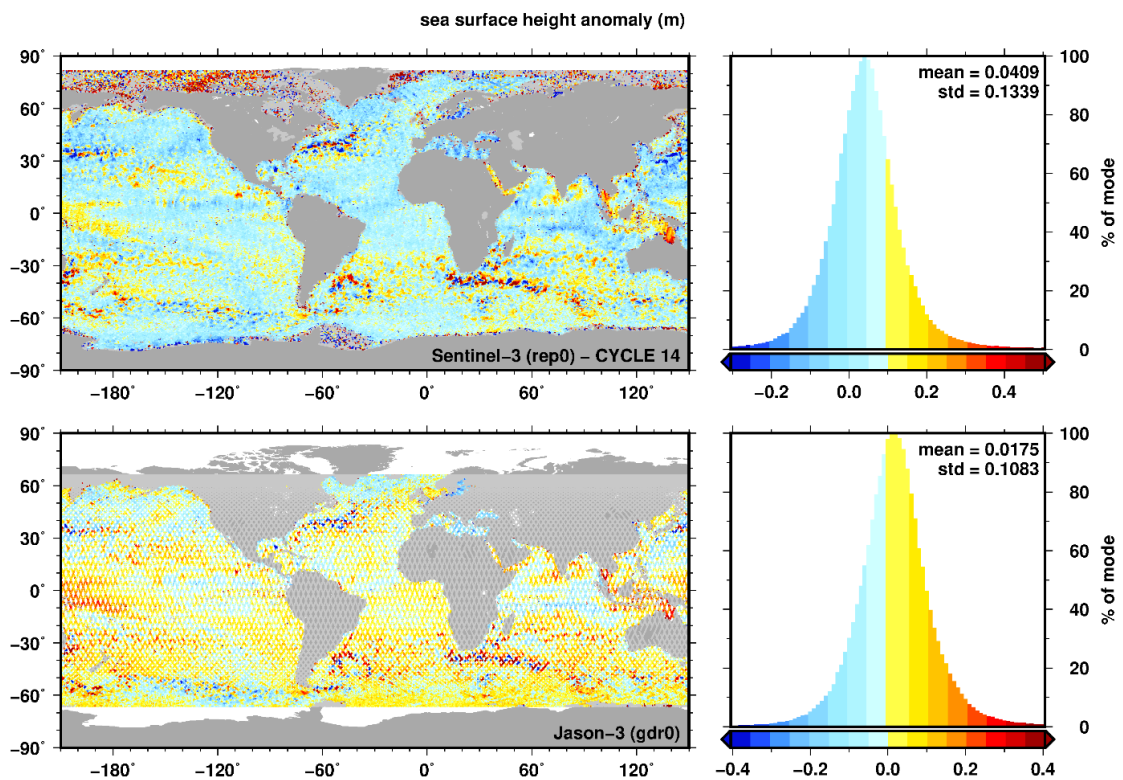 sea surface height anomaly (m)
90°
60°
30°
0°
−30°
−60°
−90°
−180 −120 −60 0 60 120
Sentinel−3 (rep0) − CYCLE 14
mean = 0.0409
std = 0.1339
100
80
60
40
20
0
% of mode
−0.2 0.0 0.2 0.4
90°
60°
30°
0°
−30°
−60°
−90°
−180 −120 −60 0 60 120
Jason−3 (gdr0)
mean = 0.0175
std = 0.1083
100
80
60
40
20
0
% of mode
−0.4 −0.2 0.0 0.2 0.4